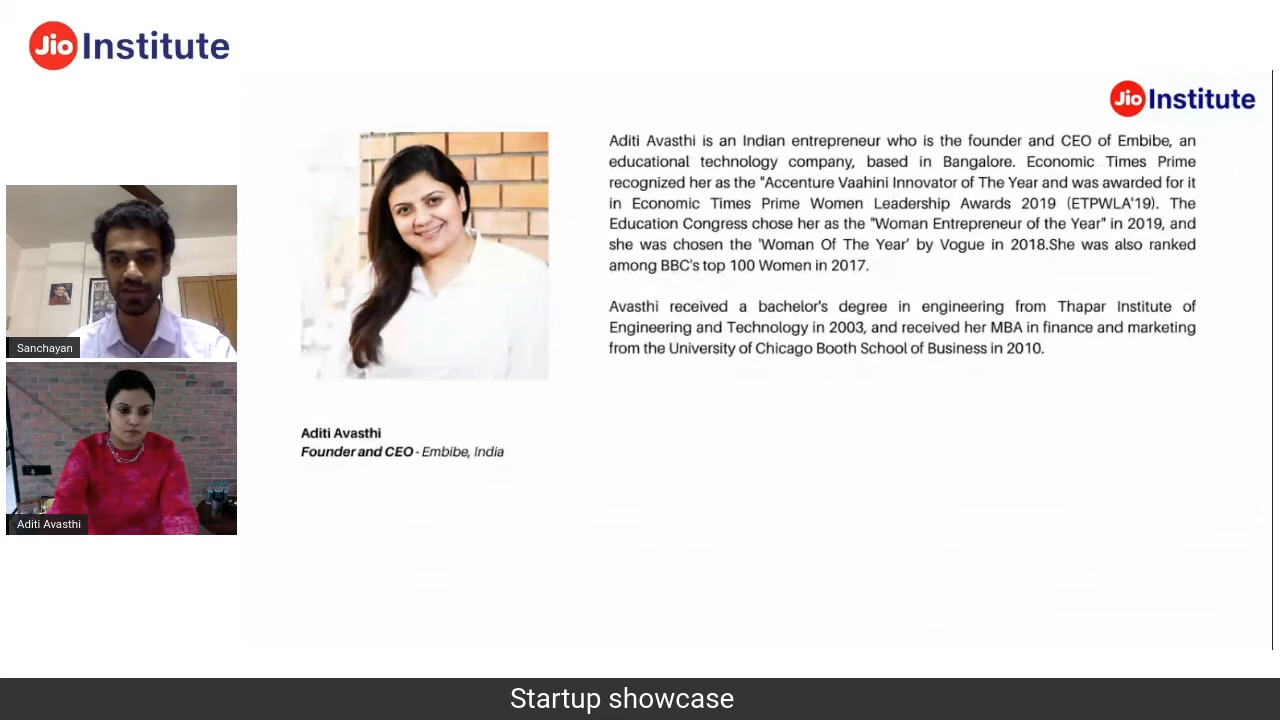 Jio Institute
Jio Institute
Aditi Avasthi is an Indian entrepreneur who is the founder and CEO of Embibe, an
educational technology company, based in Bangalore. Economic Times Prime
recognized her as the "Accenture Vaahini Innovator of The Year and was awarded for it
in Economic Times Prime Women Leadership Awards 2019 (ETPWLA'19). The
Education Congress chose her as the "Woman Entrepreneur of the Year" in 2019, and
she was chosen the 'Woman Of The Year' by Vogue in 2018.She was also ranked
among BBC's top 100 Women in 2017.
Avasthi received a bachelor's degree in engineering from Thapar Institute of
Engineering and Technology in 2003, and received her MBA in finance and marketing
from the University of Chicago Booth School of Business in 2010.
Sanchayan
Aditi Avasthi
Aditi Avasthi
Founder and CEO - Embibe, India
Startup showcase